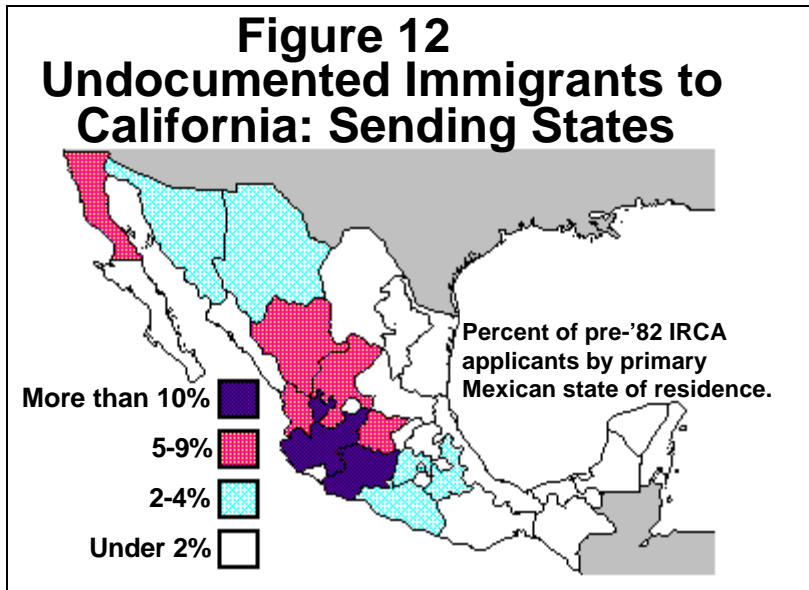 Figure 12
Undocumented Immigrants to
California: Sending States
Percent of pre-'82 IRCA
applicants by primary
Mexican state of residence.
More than 10%
5-9%
2-4%
Under 2%